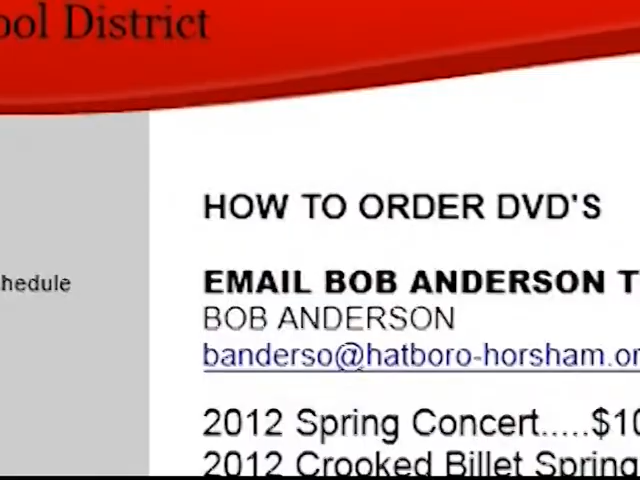 ool District
HOW TO ORDER DVD'S
hedule
EMAIL BOB ANDERSON T
BOB ANDERSON
banderso@hatboro-horsham.or
2012 Spring Concert.....$10
2012 Crooked Billet Spring